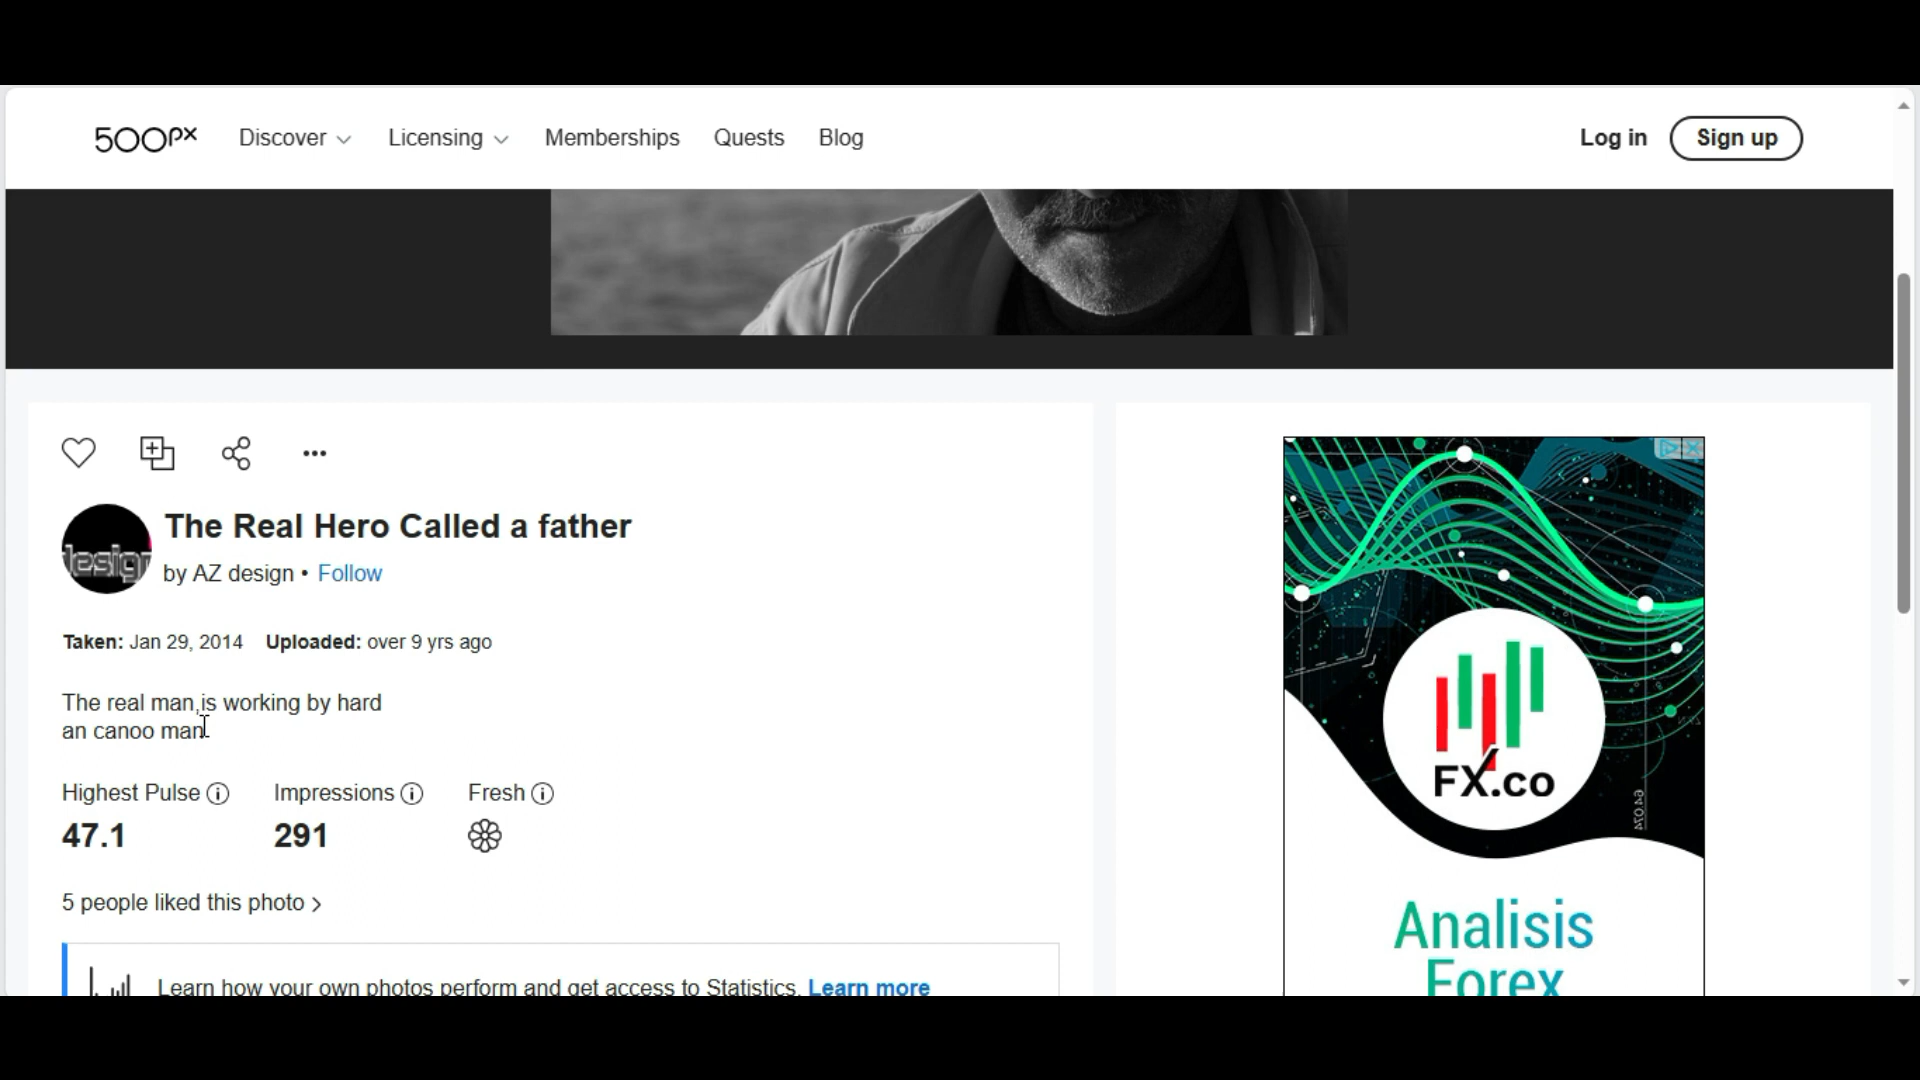 500px Discover Licensing Memberships Quests Blog Log in Sign up
The Real Hero Called a father
by AZ design • Follow
Taken: Jan 29, 2014 Uploaded: over 9 yrs ago
The real man,is working by hard
an canoo man
Highest Pulse Impressions Fresh
47.1 291
5 people liked this photo
Learn how your own photos perform and get access to Statistics. Learn more
design
FX.co
64.074
Analisis
Forex